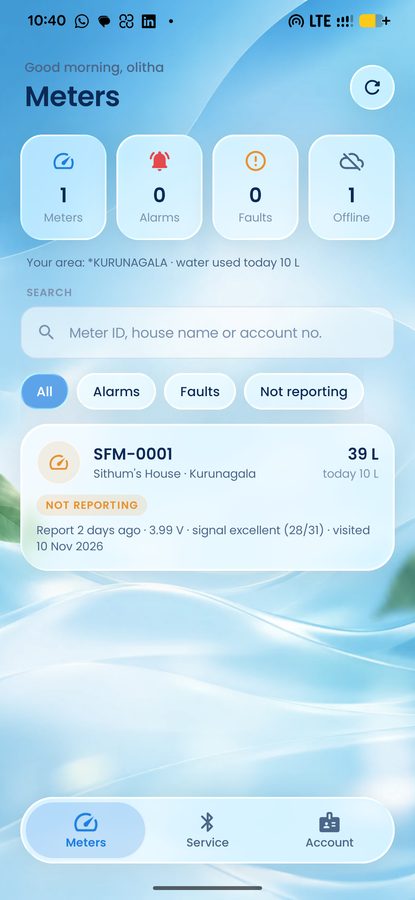 10:40
LTE
Good morning, olitha
Meters
1
Meters
0
Alarms
0
Faults
1
Offline
Your area: *KURUNAGALA · water used today 10 L
SEARCH
Meter ID, house name or account no.
All
Alarms
Faults
Not reporting
SFM-0001
39 L
Sithum's House · Kurunagala
today 10 L
NOT REPORTING
Report 2 days ago · 3.99 V · signal excellent (28/31) · visited
10 Nov 2026
Meters
Service
Account